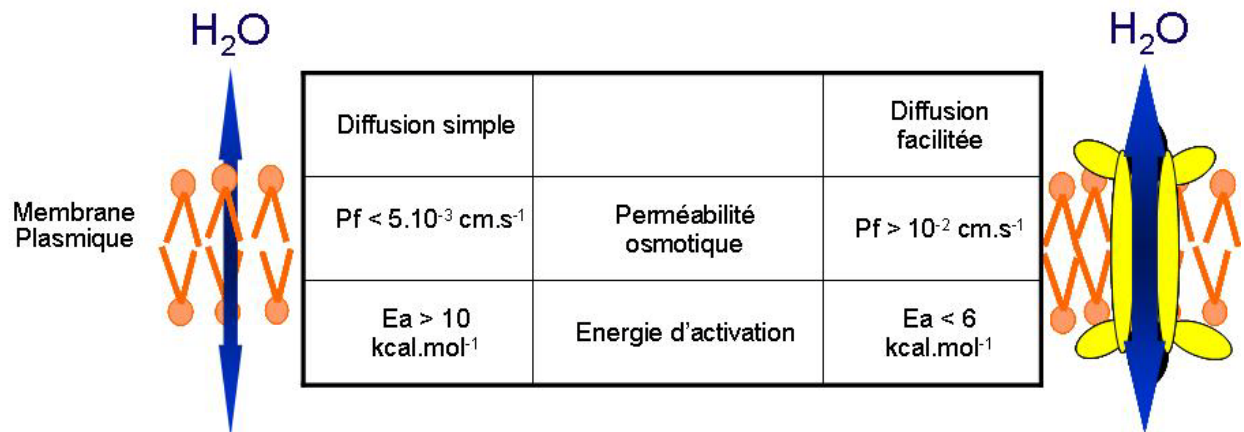 H₂O
H₂O
Diffusion simple
Diffusion
facilitée
Membrane
Plasmique
Pf < 5.10⁻³ cm.s⁻¹
Perméabilité
osmotique
Pf > 10⁻² cm.s⁻¹
Ea > 10
kcal.mol⁻¹
Energie d’activation
Ea < 6
kcal.mol⁻¹